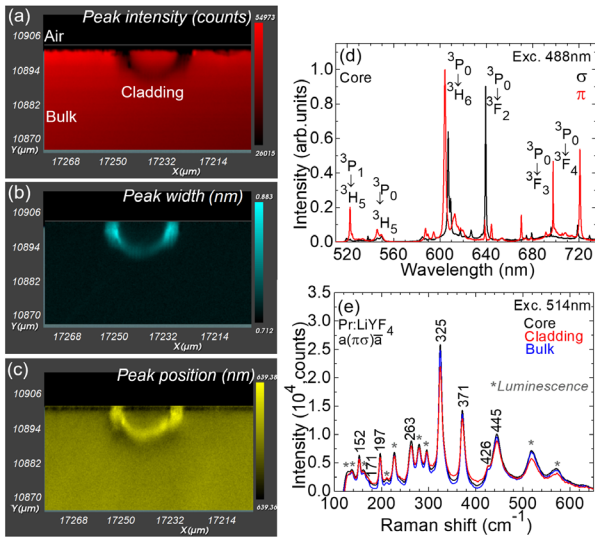 (a) Peak intensity (counts)
54973
10906
Air
10894
Cladding
10882
Bulk
10870
Y(µm)
26015
17268 17250 17232 17214
X(µm)
(b) Peak width (nm)
0.883
10906
10894
10882
10870
Y(µm)
0.712
17268 17250 17232 17214
X(µm)
(c) Peak position (nm)
639.38
10906
10894
10882
10870
Y(µm)
639.36
17268 17250 17232 17214
X(µm)
(d) Exc. 488nm
Core
σ
π
³P₀ ↓ ³H₆
³P₀ ↓ ³F₂
³P₁ ↓ ³H₅
³P₀ ↓ ³H₅
³P₀ ↓ ³F₃
³P₀ ↓ ³F₄
Intensity (arb.units)
1.0
0.8
0.6
0.4
0.2
0.0
520 560 600 640 680 720
Wavelength (nm)
(e) Exc. 514nm
Pr:LiYF₄
a(πσ)a̅
Core
Cladding
Bulk
*Luminescence
Intensity (10⁴,counts)
3.5
3.0
2.5
2.0
1.5
1.0
0.5
0.0
152 171 197 263 325 371 426 445
* * * * * * * * *
100 200 300 400 500 600
Raman shift (cm⁻¹)